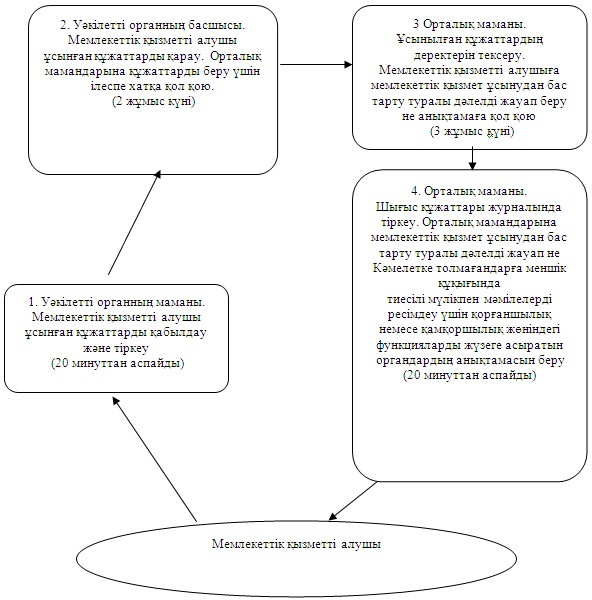 2. Уәкілетті органның басшысы.
Мемлекеттік қызметті алушы
ұсынған құжаттарды қарау.  Орталық
мамандарына құжаттарды беру үшін
ілеспе хатқа қол қою.
(2 жұмыс күні)
3 Орталық маманы.
Ұсынылған құжаттардың
деректерін тексеру.
Мемлекеттік қызметті алушыға
мемлекеттік қызмет ұсынудан бас
тарту туралы дәлелді жауап беру
не анықтамаға қол қою
(3 жұмыс күні)
4. Орталық маманы.
Шығыс құжаттары журналында
тіркеу. Орталық мамандарына
мемлекеттік қызмет ұсынудан бас
тарту туралы дәлелді жауап не
Кәмелетке толмағандарға меншік
құқығында
тиесілі мүлікпен мәмілелерді
ресімдеу үшін қорғаншылық
немесе қамқоршылық жөніндегі
функцияларды жүзеге асыратын
органдардың анықтамасын беру
(20 минуттан аспайды)
1. Уәкілетті органның маманы.
Мемлекеттік қызметті алушы
ұсынған құжаттарды қабылдау
және тіркеу
(20 минуттан аспайды)
Мемлекеттік қызметті алушы